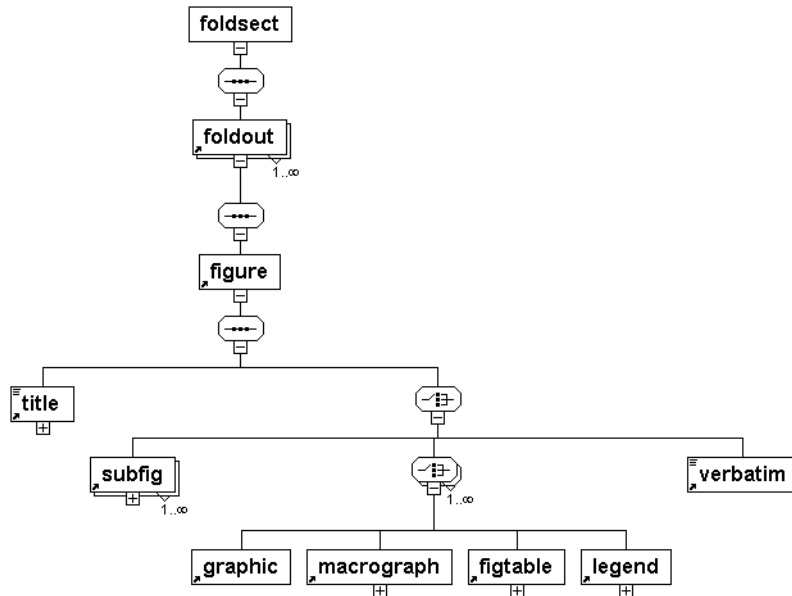 foldsect
foldout
1..∞
figure
title
subfig
1..∞
1..∞
verbatim
graphic
macrograph
figtable
legend